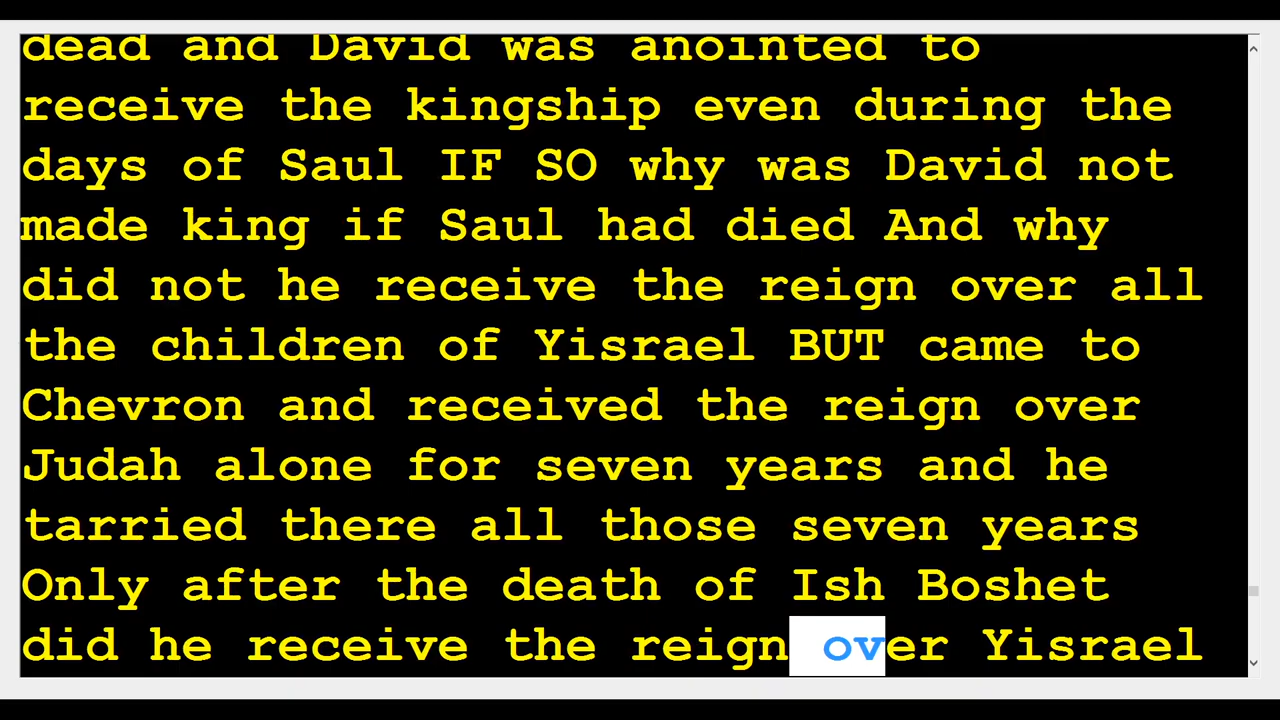 dead and David was anointed to
receive the kingship even during the
days of Saul IF SO why was David not
made king if Saul had died And why
did not he receive the reign over all
the children of Yisrael BUT came to
Chevron and received the reign over
Judah alone for seven years and he
tarried there all those seven years
Only after the death of Ish Boshet
did he receive the reign over Yisrael